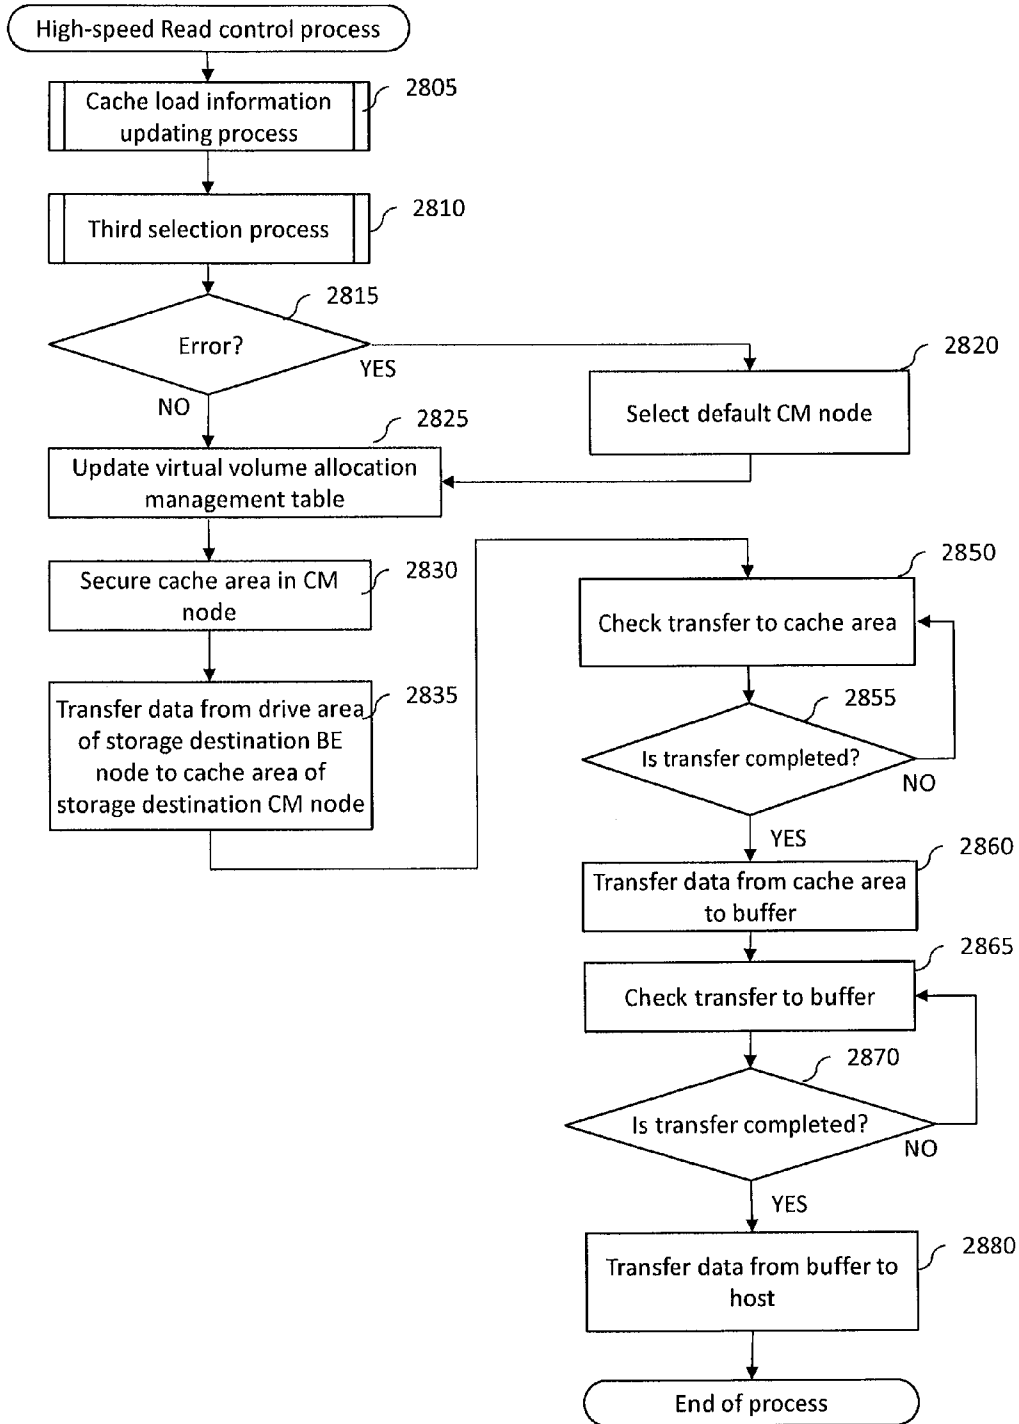 High-speed Read control process
2805
Cache load information
updating process
2810
Third selection process
2815
Error?
YES
NO
2820
Select default CM node
2825
Update virtual volume allocation
management table
2830
Secure cache area in CM
node
2835
Transfer data from drive area
of storage destination BE
node to cache area of
storage destination CM node
2850
Check transfer to cache area
2855
Is transfer completed?
NO
YES
2860
Transfer data from cache area
to buffer
2865
Check transfer to buffer
2870
Is transfer completed?
NO
YES
2880
Transfer data from buffer to
host
End of process